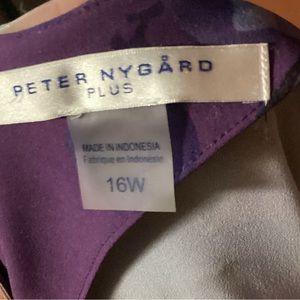 PETER NYGÅRD
PLUS
MADE IN INDONESIA
Fabriqué en Indonésie
16W